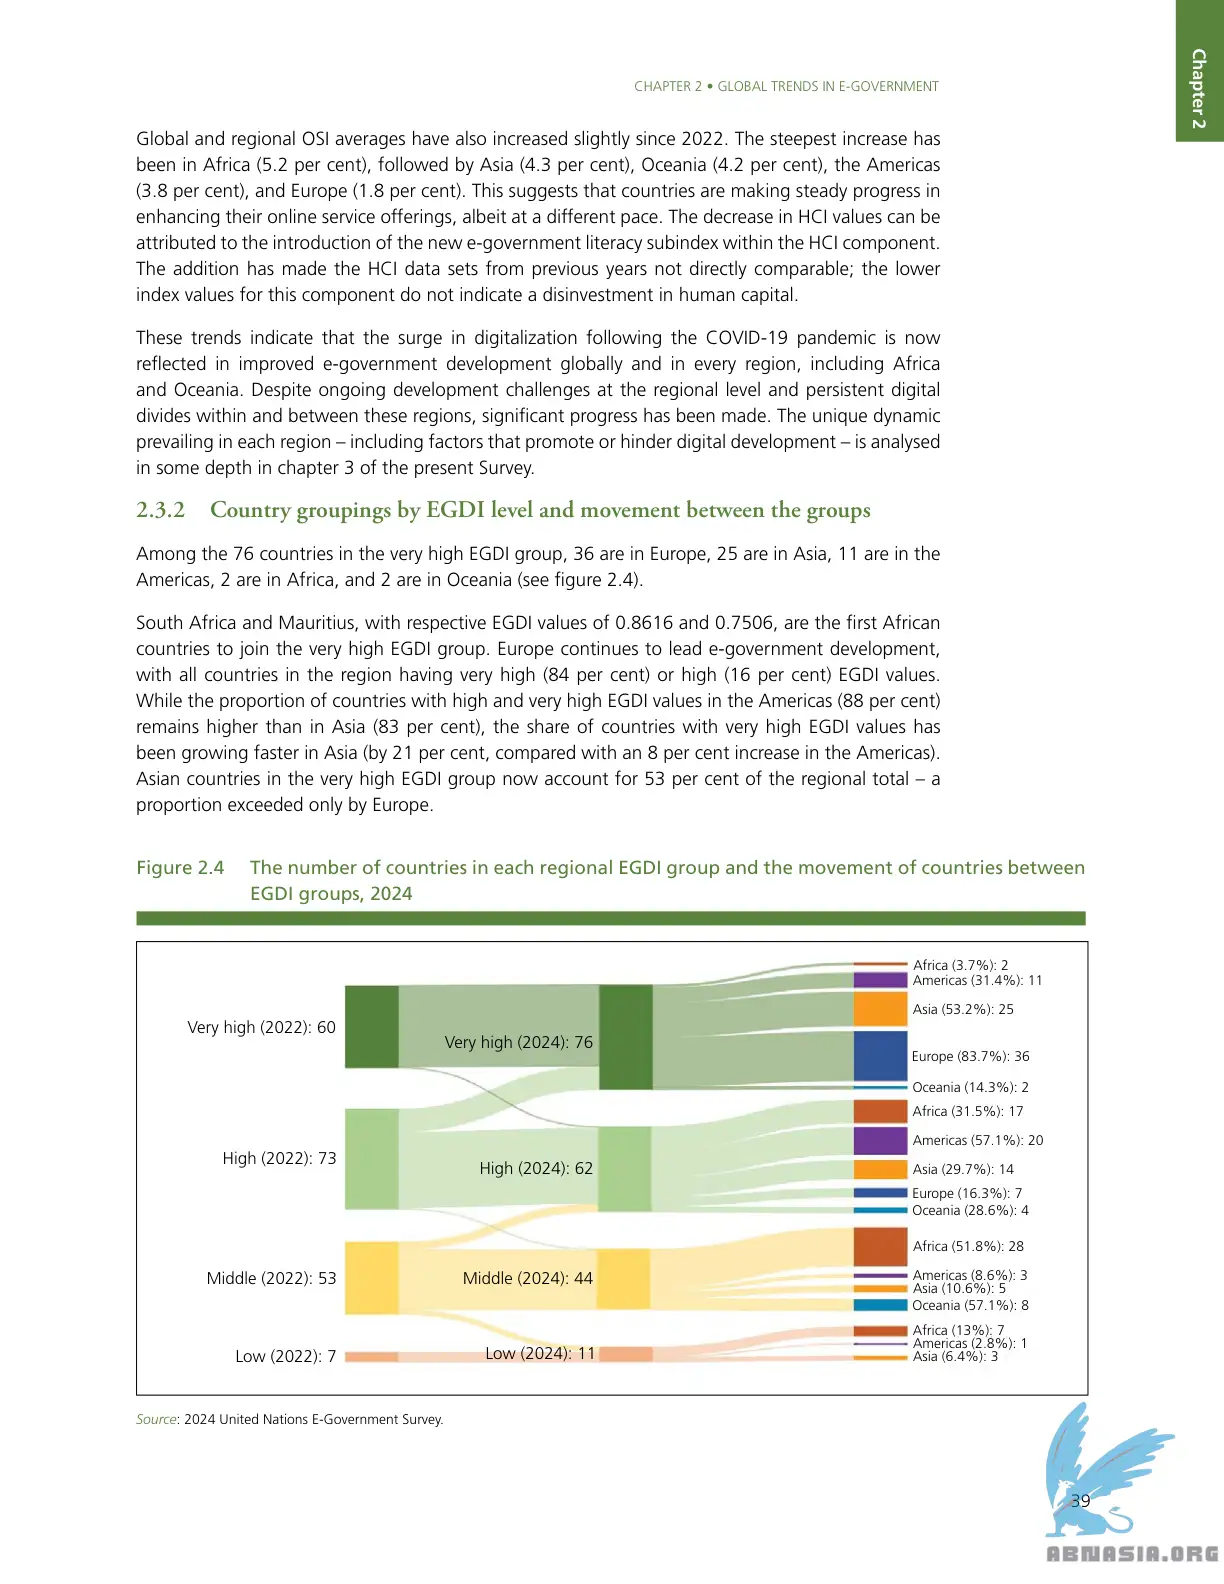 Chapter 2
CHAPTER 2 • GLOBAL TRENDS IN E-GOVERNMENT
Global and regional OSI averages have also increased slightly since 2022. The steepest increase has
been in Africa (5.2 per cent), followed by Asia (4.3 per cent), Oceania (4.2 per cent), the Americas
(3.8 per cent), and Europe (1.8 per cent). This suggests that countries are making steady progress in
enhancing their online service offerings, albeit at a different pace. The decrease in HCI values can be
attributed to the introduction of the new e-government literacy subindex within the HCI component.
The addition has made the HCI data sets from previous years not directly comparable; the lower
index values for this component do not indicate a disinvestment in human capital.
These trends indicate that the surge in digitalization following the COVID-19 pandemic is now
reflected in improved e-government development globally and in every region, including Africa
and Oceania. Despite ongoing development challenges at the regional level and persistent digital
divides within and between these regions, significant progress has been made. The unique dynamic
prevailing in each region – including factors that promote or hinder digital development – is analysed
in some depth in chapter 3 of the present Survey.
2.3.2 Country groupings by EGDI level and movement between the groups
Among the 76 countries in the very high EGDI group, 36 are in Europe, 25 are in Asia, 11 are in the
Americas, 2 are in Africa, and 2 are in Oceania (see figure 2.4).
South Africa and Mauritius, with respective EGDI values of 0.8616 and 0.7506, are the first African
countries to join the very high EGDI group. Europe continues to lead e-government development,
with all countries in the region having very high (84 per cent) or high (16 per cent) EGDI values.
While the proportion of countries with high and very high EGDI values in the Americas (88 per cent)
remains higher than in Asia (83 per cent), the share of countries with very high EGDI values has
been growing faster in Asia (by 21 per cent, compared with an 8 per cent increase in the Americas).
Asian countries in the very high EGDI group now account for 53 per cent of the regional total – a
proportion exceeded only by Europe.
Figure 2.4 The number of countries in each regional EGDI group and the movement of countries between
EGDI groups, 2024
Very high (2022): 60
High (2022): 73
Middle (2022): 53
Low (2022): 7
Very high (2024): 76
High (2024): 62
Middle (2024): 44
Low (2024): 11
Africa (3.7%): 2
Americas (31.4%): 11
Asia (53.2%): 25
Europe (83.7%): 36
Oceania (14.3%): 2
Africa (31.5%): 17
Americas (57.1%): 20
Asia (29.7%): 14
Europe (16.3%): 7
Oceania (28.6%): 4
Africa (51.8%): 28
Americas (8.6%): 3
Asia (10.6%): 5
Oceania (57.1%): 8
Africa (13%): 7
Americas (2.8%): 1
Asia (6.4%): 3
Source: 2024 United Nations E-Government Survey.
39
ABNASIA.ORG